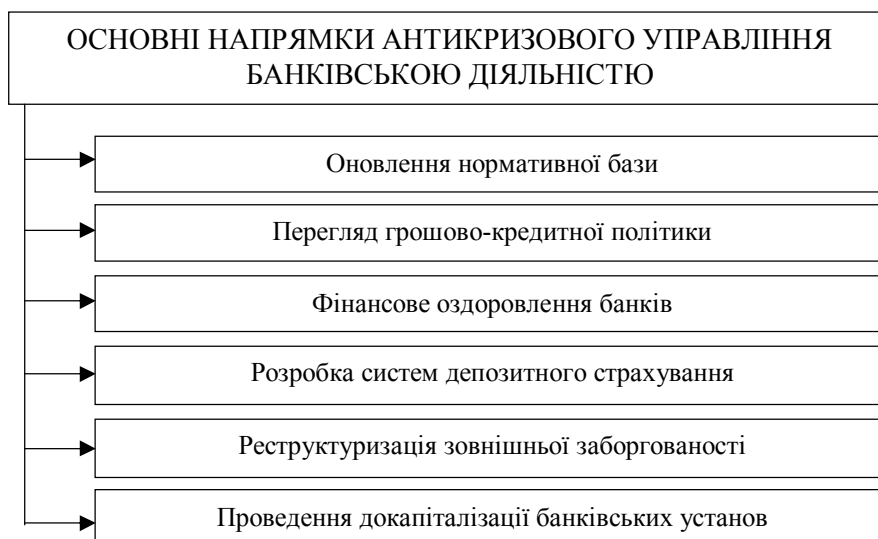 ОСНОВНІ НАПРЯМКИ АНТИКРИЗОВОГО УПРАВЛІННЯ
БАНКІВСЬКОЮ ДІЯЛЬНІСТЮ
Оновлення нормативної бази
Перегляд грошово-кредитної політики
Фінансове оздоровлення банків
Розробка систем депозитного страхування
Реструктуризація зовнішньої заборгованості
Проведення докапіталізації банківських установ